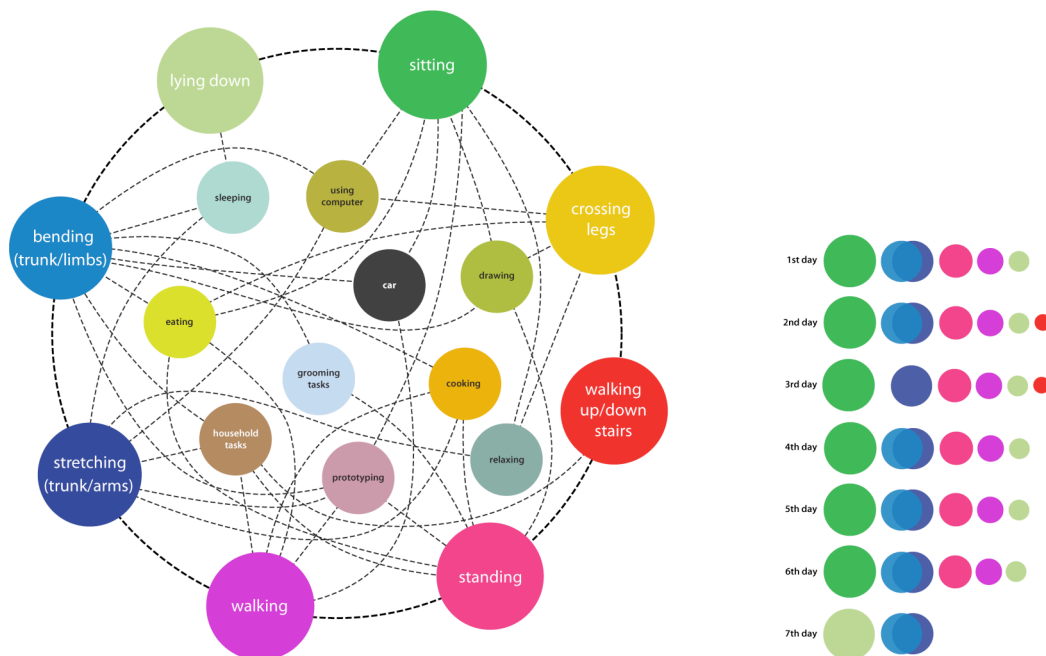 lying down
sitting
sleeping
using
computer
crossing
legs
bending
(trunk/limbs)
car
drawing
eating
grooming
tasks
cooking
walking
up/down
stairs
household
tasks
stretching
(trunk/arms)
prototyping
relaxing
walking
standing
1st day
2nd day
3rd day
4th day
5th day
6th day
7th day